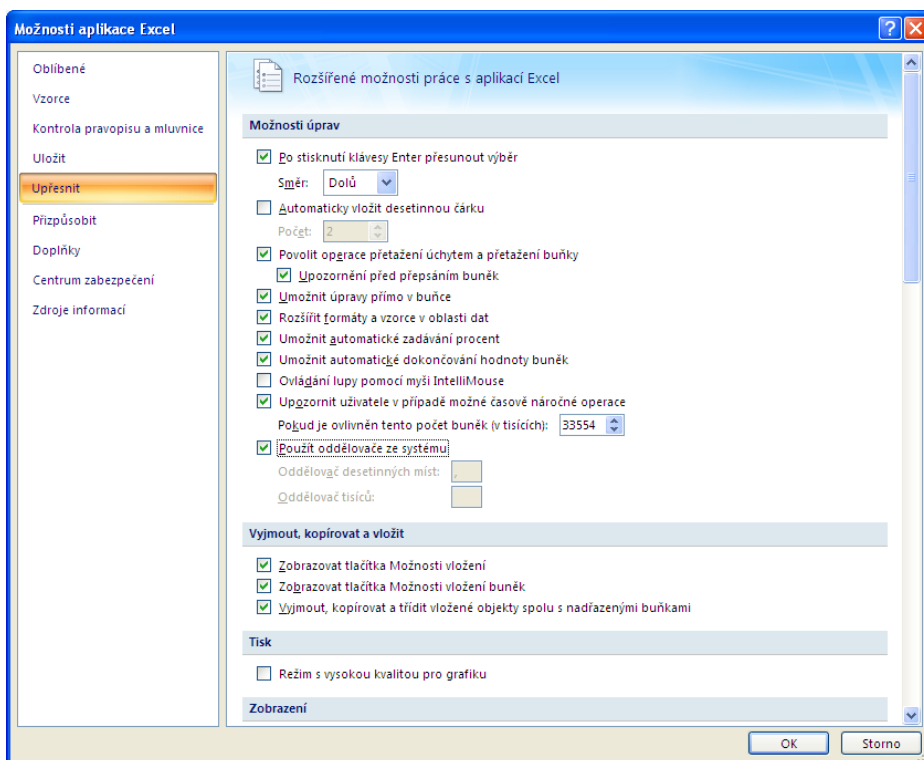 Možnosti aplikace Excel
Oblíbené
Vzorce
Kontrola pravopisu a mluvnice
Uložit
Upřesnit
Přizpůsobit
Doplňky
Centrum zabezpečení
Zdroje informací
Rozšířené možnosti práce s aplikací Excel
Možnosti úprav
Po stisknutí klávesy Enter přesunout výběr
Směr: Dolů
Automaticky vložit desetinnou čárku
Počet: 2
Povolit operace přetažení úchytem a přetažení buňky
Upozornění před přepsáním buněk
Umožnit úpravy přímo v buňce
Rozšířit formáty a vzorce v oblasti dat
Umožnit automatické zadávání procent
Umožnit automatické dokončování hodnoty buněk
Ovládání lupy pomocí myši IntelliMouse
Upozornit uživatele v případě možné časově náročné operace
Pokud je ovlivněn tento počet buněk (v tisících): 33554
Použít oddělovače ze systému
Oddělovač desetinných míst: ,
Oddělovač tisíců:
Vyjmout, kopírovat a vložit
Zobrazovat tlačítka Možnosti vložení
Zobrazovat tlačítka Možnosti vložení buněk
Vyjmout, kopírovat a třídit vložené objekty spolu s nadřazenými buňkami
Tisk
Režim s vysokou kvalitou pro grafiku
Zobrazení
OK Storno